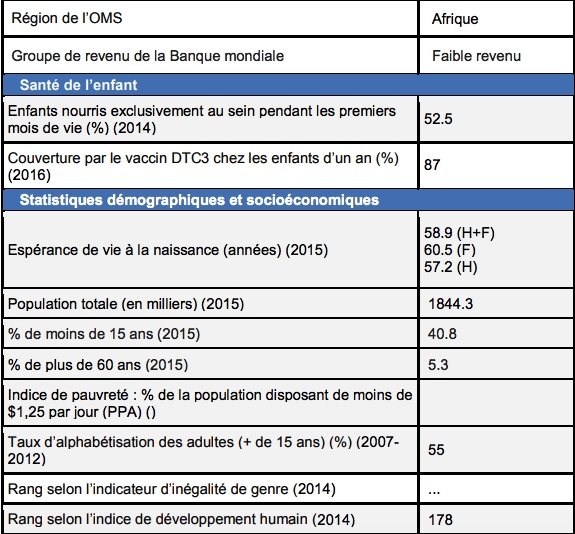 Région de l’OMS Afrique
Groupe de revenu de la Banque mondiale Faible revenu
Santé de l’enfant
Enfants nourris exclusivement au sein pendant les premiers
mois de vie (%) (2014) 52.5
Couverture par le vaccin DTC3 chez les enfants d’un an (%)
(2016) 87
Statistiques démographiques et socioéconomiques
Espérance de vie à la naissance (années) (2015)
58.9 (H+F)
60.5 (F)
57.2 (H)
Population totale (en milliers) (2015) 1844.3
% de moins de 15 ans (2015) 40.8
% de plus de 60 ans (2015) 5.3
Indice de pauvreté : % de la population disposant de moins de
$1,25 par jour (PPA) ()
Taux d’alphabétisation des adultes (+ de 15 ans) (%) (2007-
2012) 55
Rang selon l’indicateur d’inégalité de genre (2014) ...
Rang selon l’indice de développement humain (2014) 178